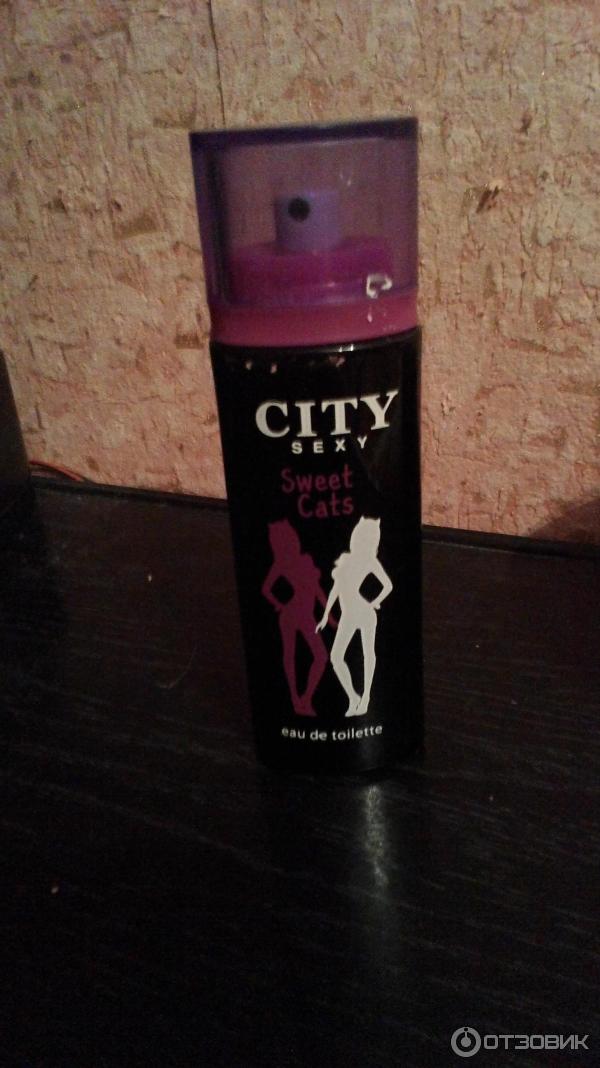 CITY
SEXY
Sweet
Cats
eau de toilette
ОТЗОВИК